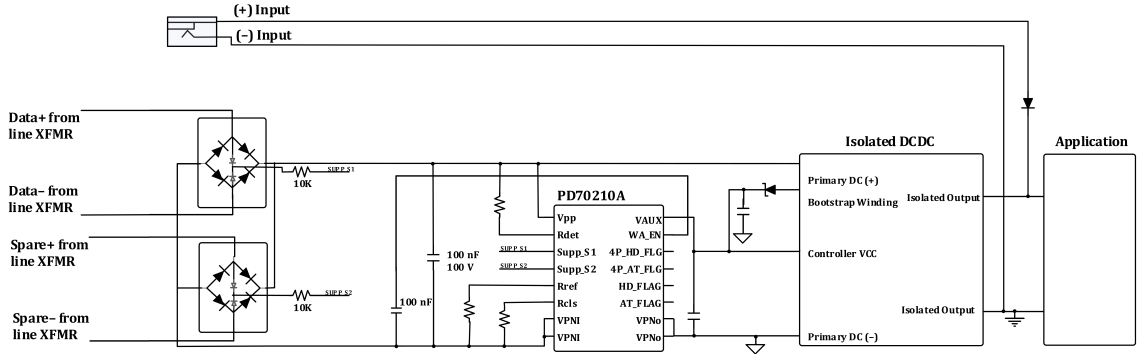 (+) Input
(−) Input
Data+ from
line XFMR
Data− from
line XFMR
Spare+ from
line XFMR
Spare− from
line XFMR
SUPP_S1
10K
SUPP_S2
10K
100 nF
100 V
100 nF
SUPP_S1
SUPP_S2
PD70210A
Vpp
Rdet
Supp_S1
Supp_S2
Rref
Rcls
VPNI
VPNI
VAUX
WA_EN
4P_HD_FLG
4P_AT_FLG
HD_FLAG
AT_FLAG
VPNo
VPNo
Isolated DCDC
Primary DC (+)
Bootstrap Winding
Isolated Output
Controller VCC
Isolated Output
Primary DC (−)
Application